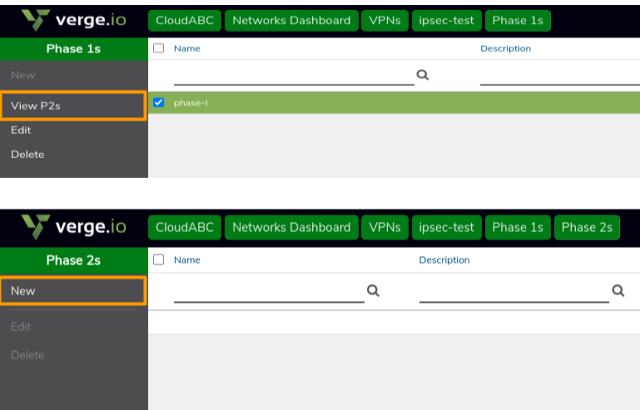 verge.io CloudABC Networks Dashboard VPNs ipsec-test Phase 1s
Phase 1s Name Description
New
View P2s phase-1
Edit
Delete
verge.io CloudABC Networks Dashboard VPNs ipsec-test Phase 1s Phase 2s
Phase 2s Name Description
New
Edit
Delete